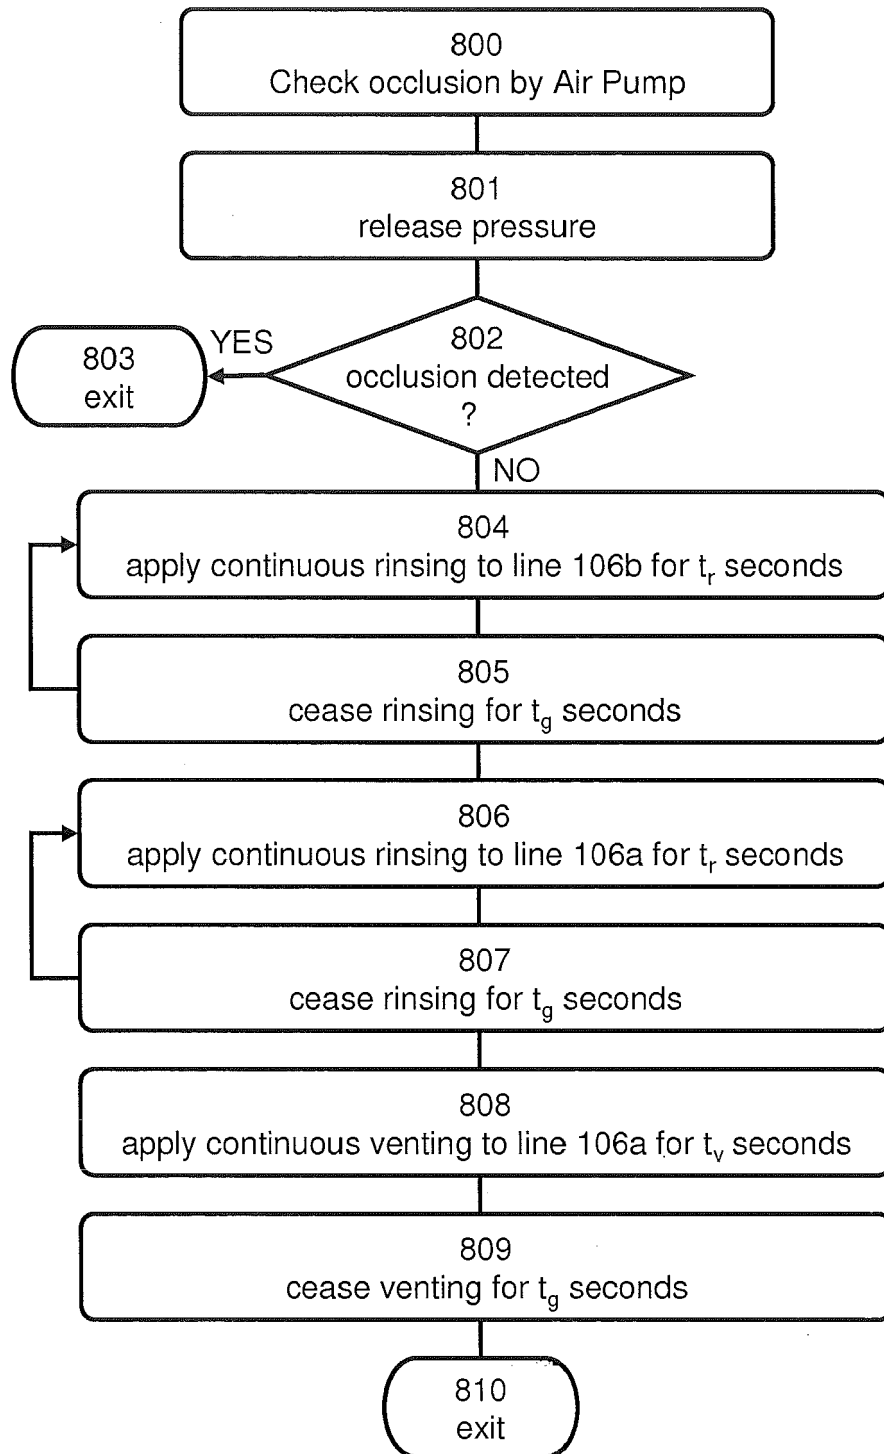 800
Check occlusion by Air Pump
801
release pressure
802
occlusion detected
?
YES
803
exit
NO
804
apply continuous rinsing to line 106b for tr seconds
805
cease rinsing for tg seconds
806
apply continuous rinsing to line 106a for tr seconds
807
cease rinsing for tg seconds
808
apply continuous venting to line 106a for tv seconds
809
cease venting for tg seconds
810
exit